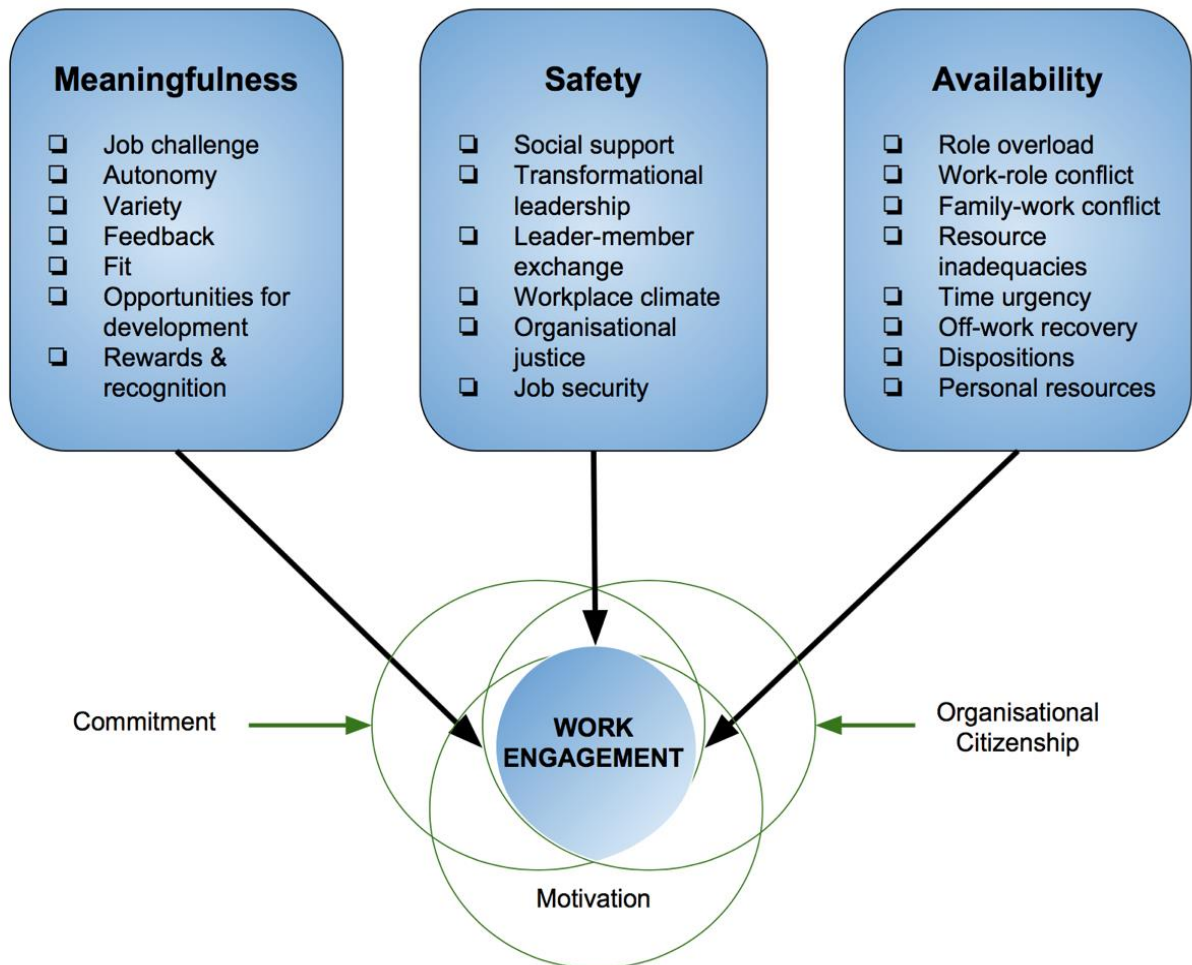 Meaningfulness
Job challenge
Autonomy
Variety
Feedback
Fit
Opportunities for
development
Rewards &
recognition
Safety
Social support
Transformational
leadership
Leader-member
exchange
Workplace climate
Organisational
justice
Job security
Availability
Role overload
Work-role conflict
Family-work conflict
Resource
inadequacies
Time urgency
Off-work recovery
Dispositions
Personal resources
Commitment
WORK
ENGAGEMENT
Organisational
Citizenship
Motivation